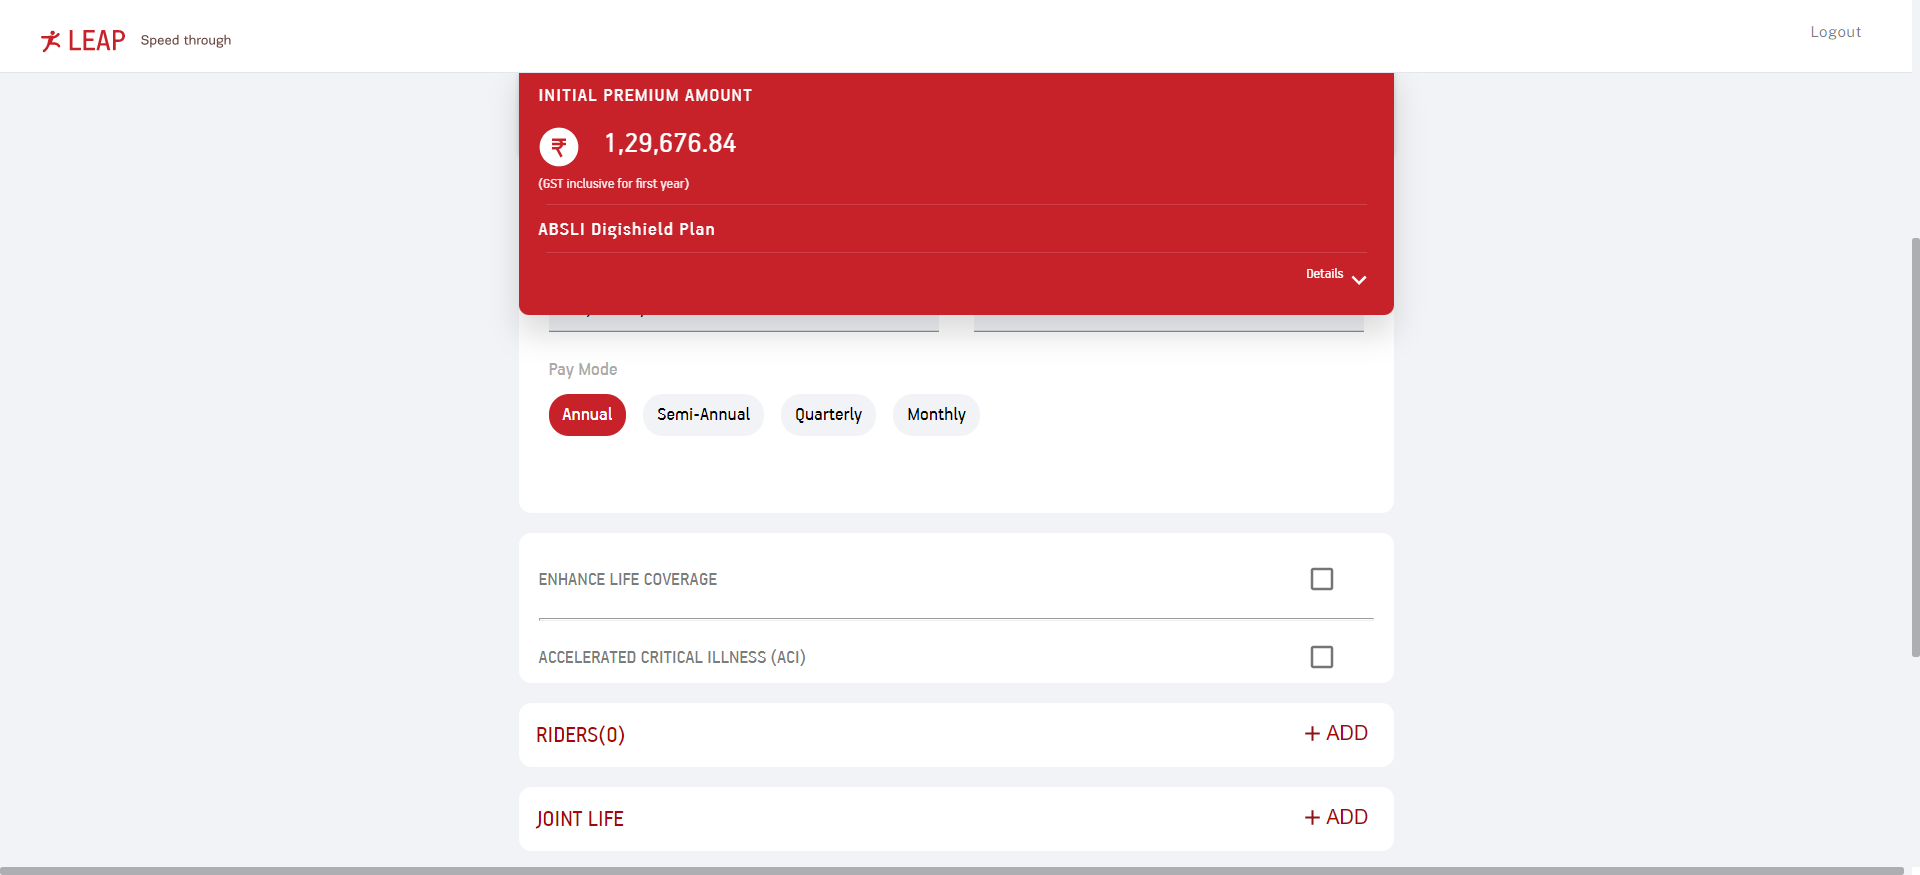 LEAP Speed through
Logout
INITIAL PREMIUM AMOUNT
₹ 1,29,676.84
(GST inclusive for first year)
ABSLI Digishield Plan
Details
Pay Mode
Annual Semi-Annual Quarterly Monthly
ENHANCE LIFE COVERAGE
ACCELERATED CRITICAL ILLNESS (ACI)
RIDERS(0) + ADD
JOINT LIFE + ADD